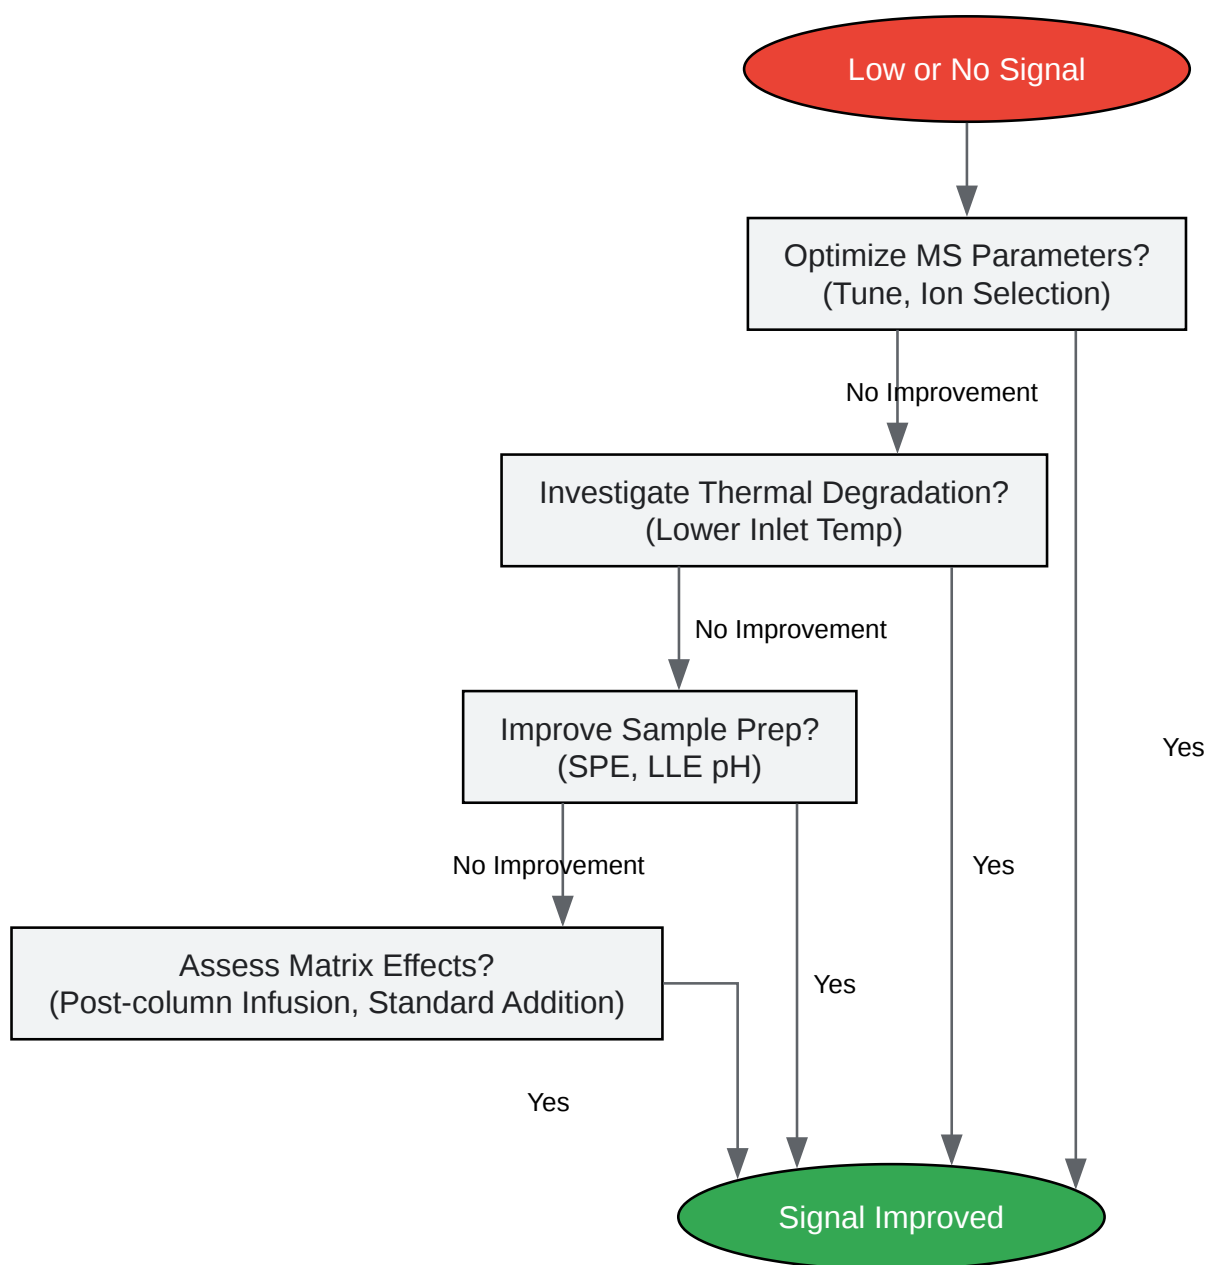 Low or No Signal
Optimize MS Parameters?
(Tune, Ion Selection)
No Improvement
Investigate Thermal Degradation?
(Lower Inlet Temp)
No Improvement
Improve Sample Prep?
(SPE, LLE pH)
Yes
No Improvement
Yes
Assess Matrix Effects?
(Post-column Infusion, Standard Addition)
Yes
Yes
Signal Improved